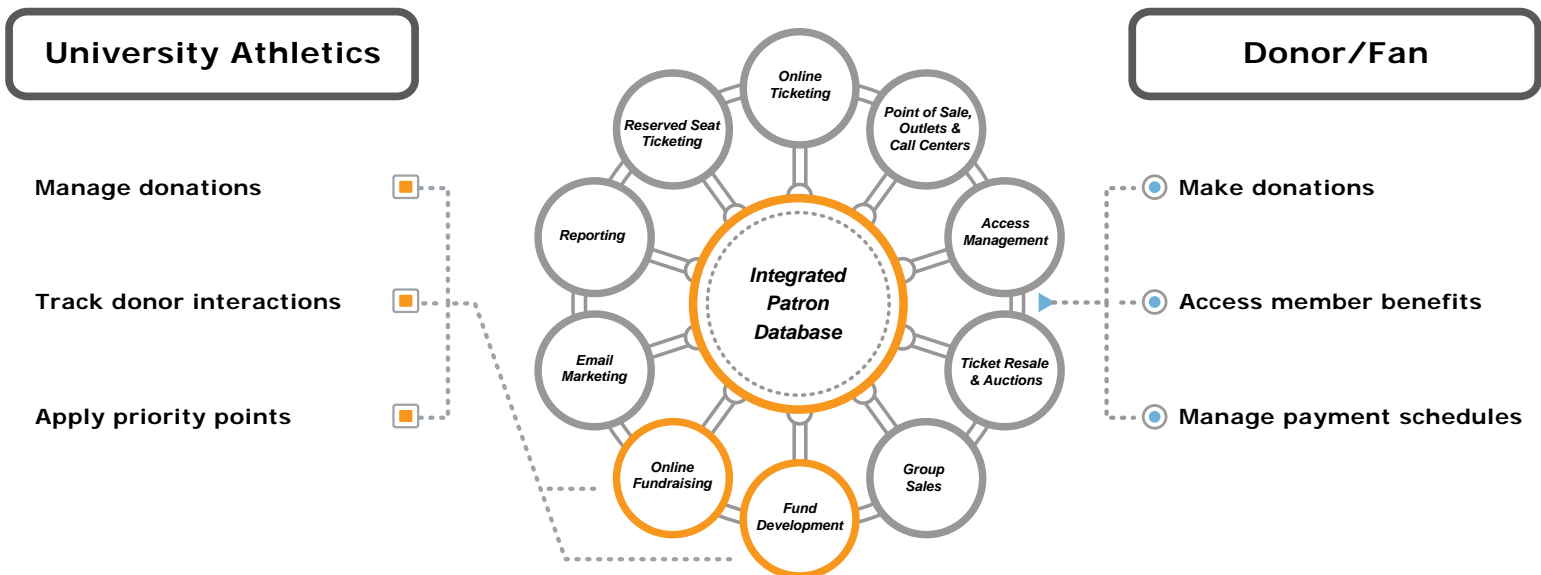 University Athletics
Donor/Fan
Manage donations
Track donor interactions
Apply priority points
Online
Ticketing
Point of Sale,
Outlets &
Call Centers
Access
Management
Ticket Resale
& Auctions
Group
Sales
Fund
Development
Online
Fundraising
Email
Marketing
Reporting
Reserved Seat
Ticketing
Integrated
Patron
Database
Make donations
Access member benefits
Manage payment schedules